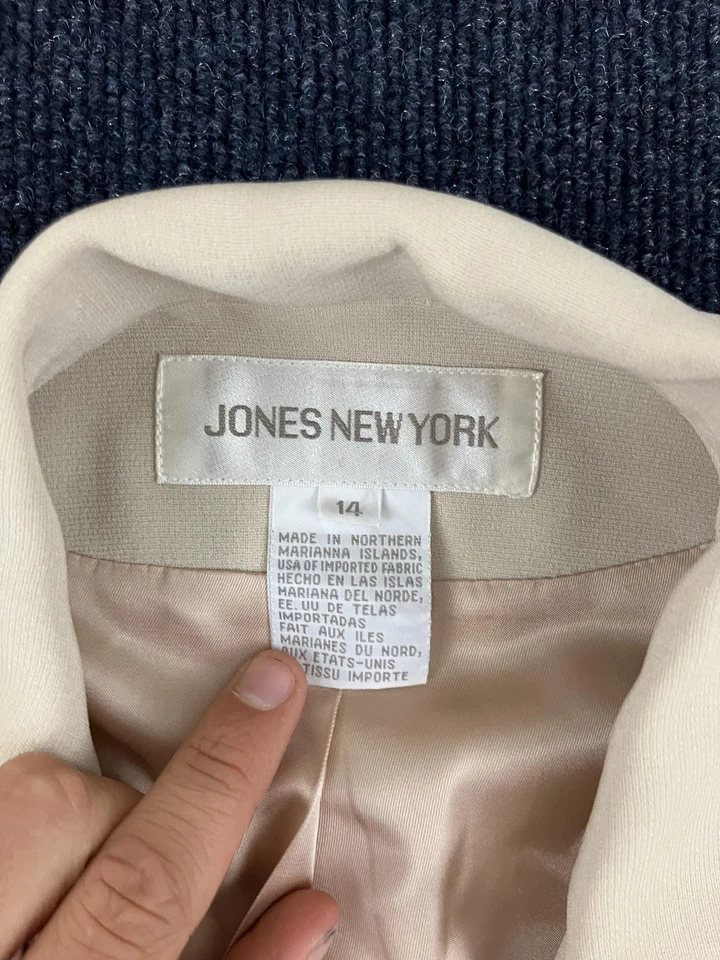 JONES NEW YORK
14
MADE IN NORTHERN
MARIANNA ISLANDS,
USA OF IMPORTED FABRIC
HECHO EN LAS ISLAS
MARIANA DEL NORDE,
EE. UU DE TELAS
IMPORTADAS
FAIT AUX ILES
MARIANES DU NORD,
AUX ETATS-UNIS
TISSU IMPORTE